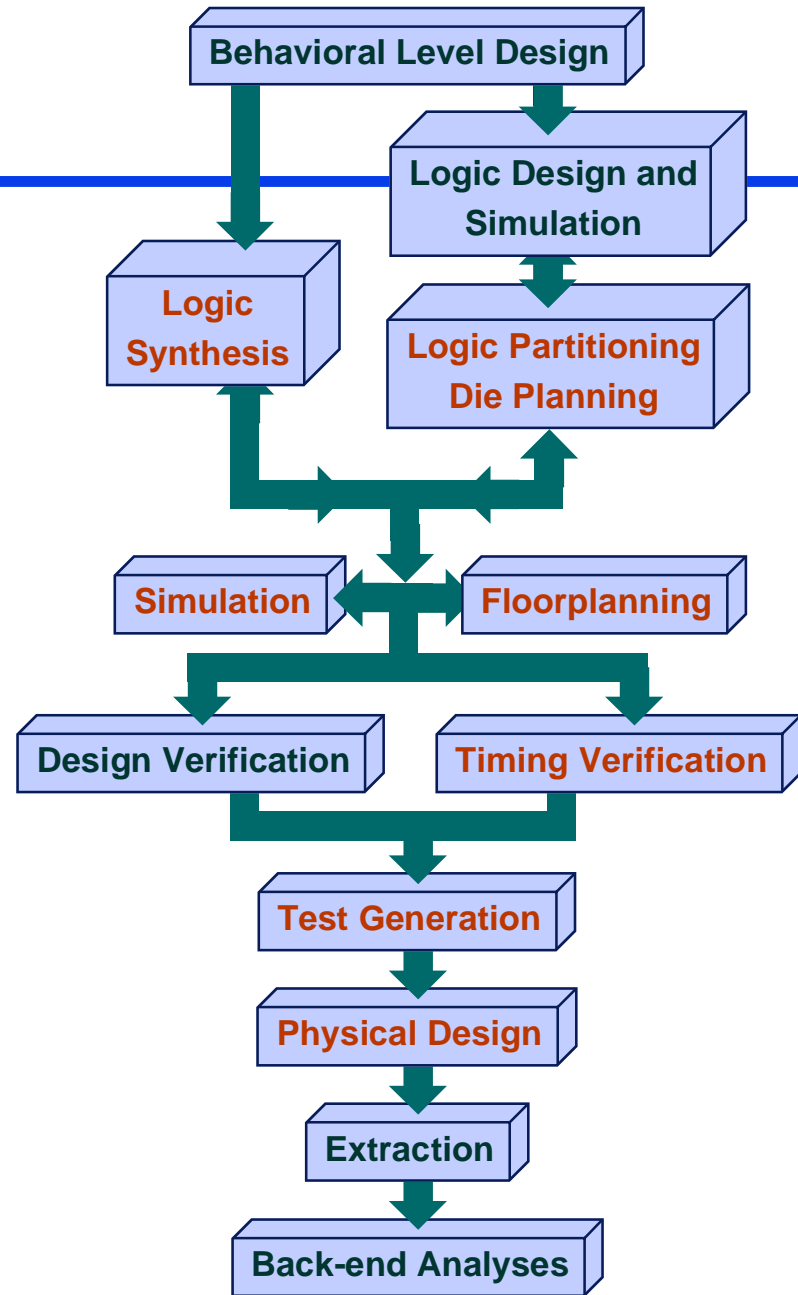 Behavioral Level Design
Logic Design and
Simulation
Logic
Synthesis
Logic Partitioning
Die Planning
Simulation
Floorplanning
Design Verification
Timing Verification
Test Generation
Physical Design
Extraction
Back-end Analyses